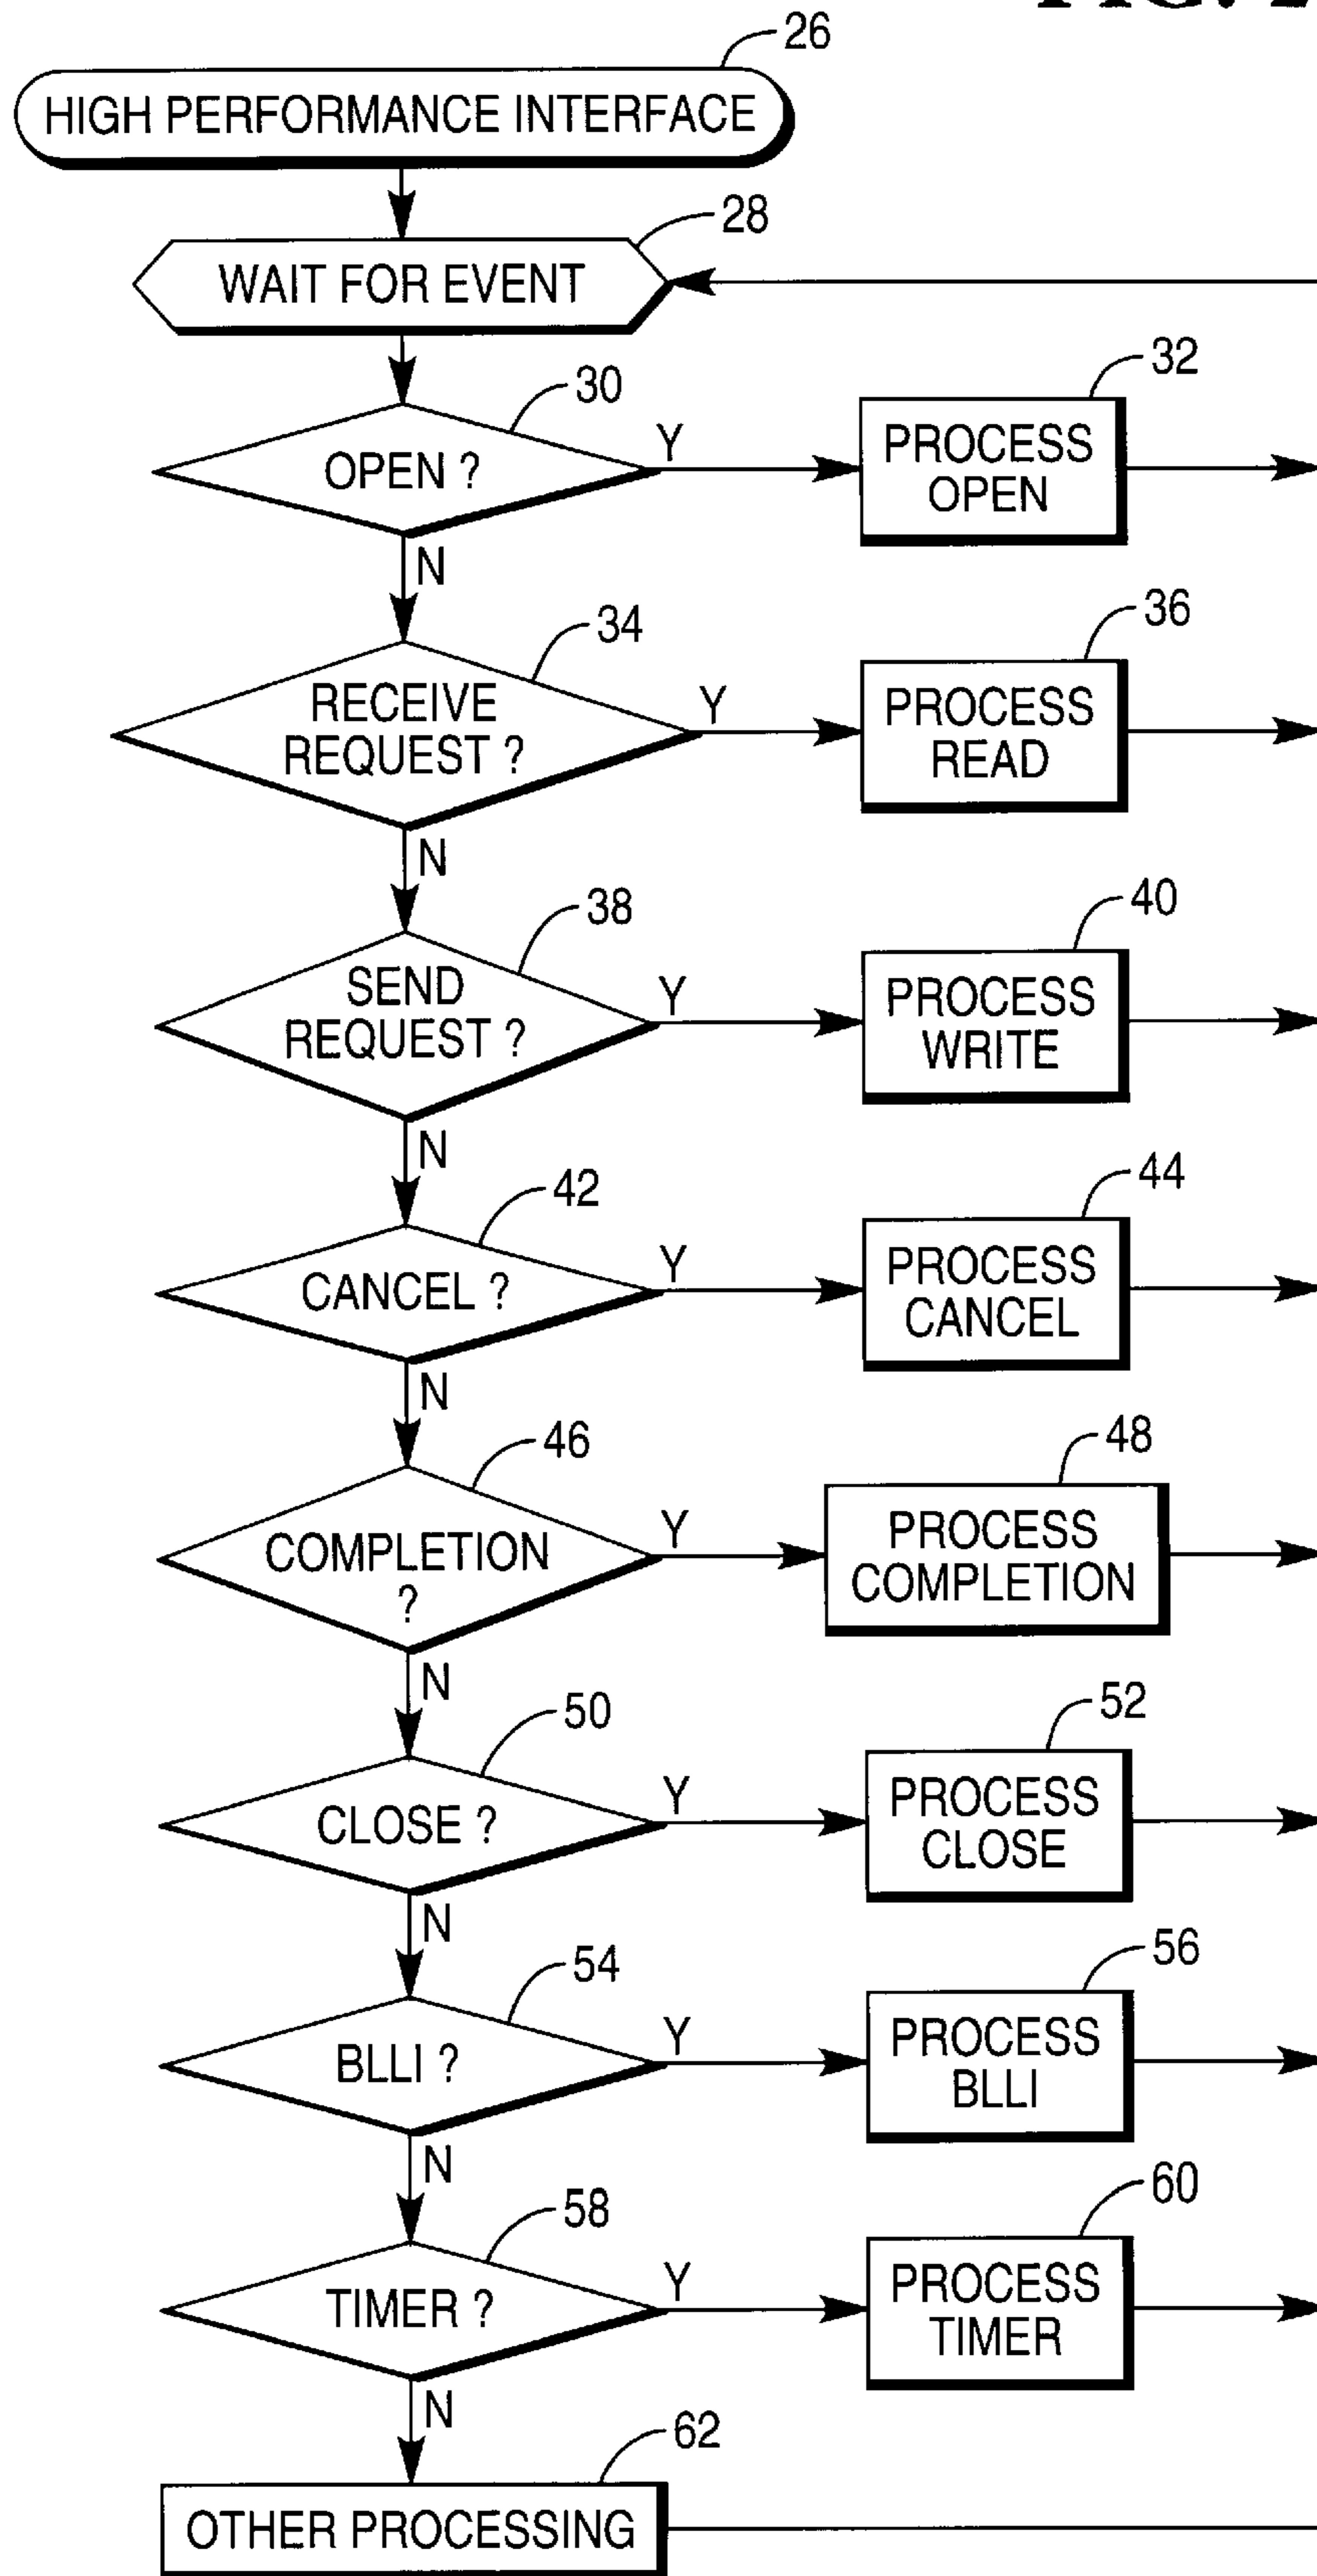 FIG. 2
26
HIGH PERFORMANCE INTERFACE
28
WAIT FOR EVENT
30
32
OPEN ?
Y
PROCESS
OPEN
N
34
36
RECEIVE
REQUEST ?
Y
PROCESS
READ
N
38
40
SEND
REQUEST ?
Y
PROCESS
WRITE
N
42
44
CANCEL ?
Y
PROCESS
CANCEL
N
46
48
COMPLETION
?
Y
PROCESS
COMPLETION
N
50
52
CLOSE ?
Y
PROCESS
CLOSE
N
54
56
BLLI ?
Y
PROCESS
BLLI
N
58
60
TIMER ?
Y
PROCESS
TIMER
N
62
OTHER PROCESSING